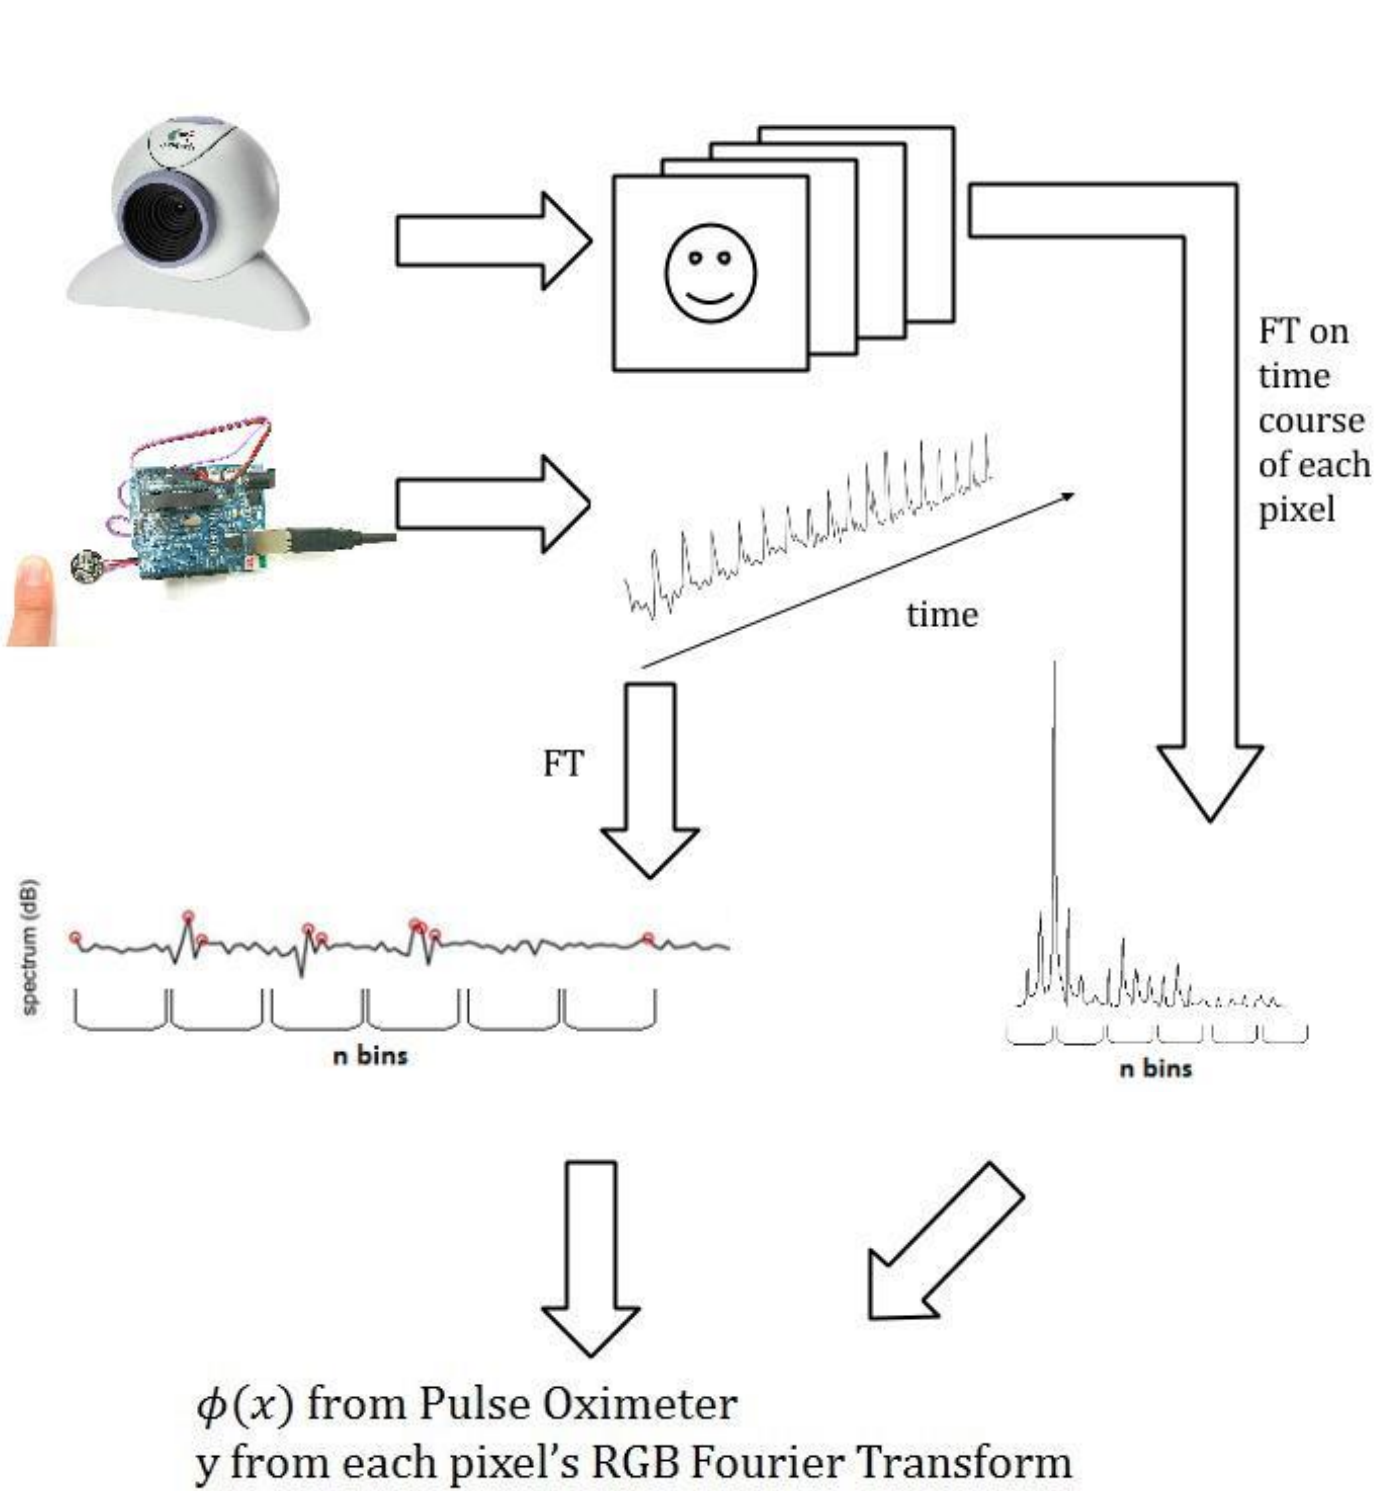 FT on
time
course
of each
pixel
time
FT
spectrum (dB)
n bins
n bins
ϕ(x) from Pulse Oximeter
y from each pixel's RGB Fourier Transform